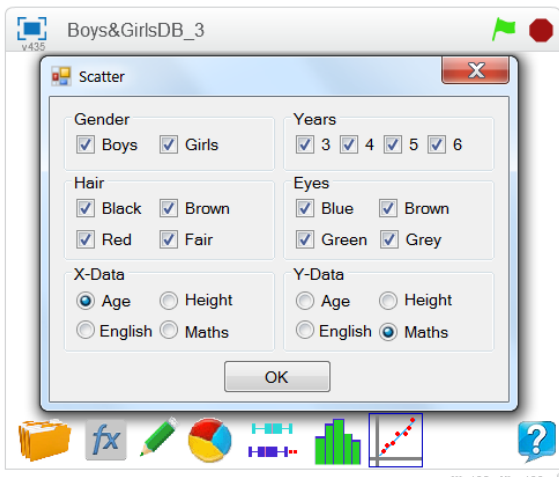 Boys&GirlsDB_3
v435
Scatter
X
Gender
Boys Girls
Years
3 4 5 6
Hair
Black Brown
Red Fair
Eyes
Blue Brown
Green Grey
X-Data
Age Height
English Maths
Y-Data
Age Height
English Maths
OK
fx
?